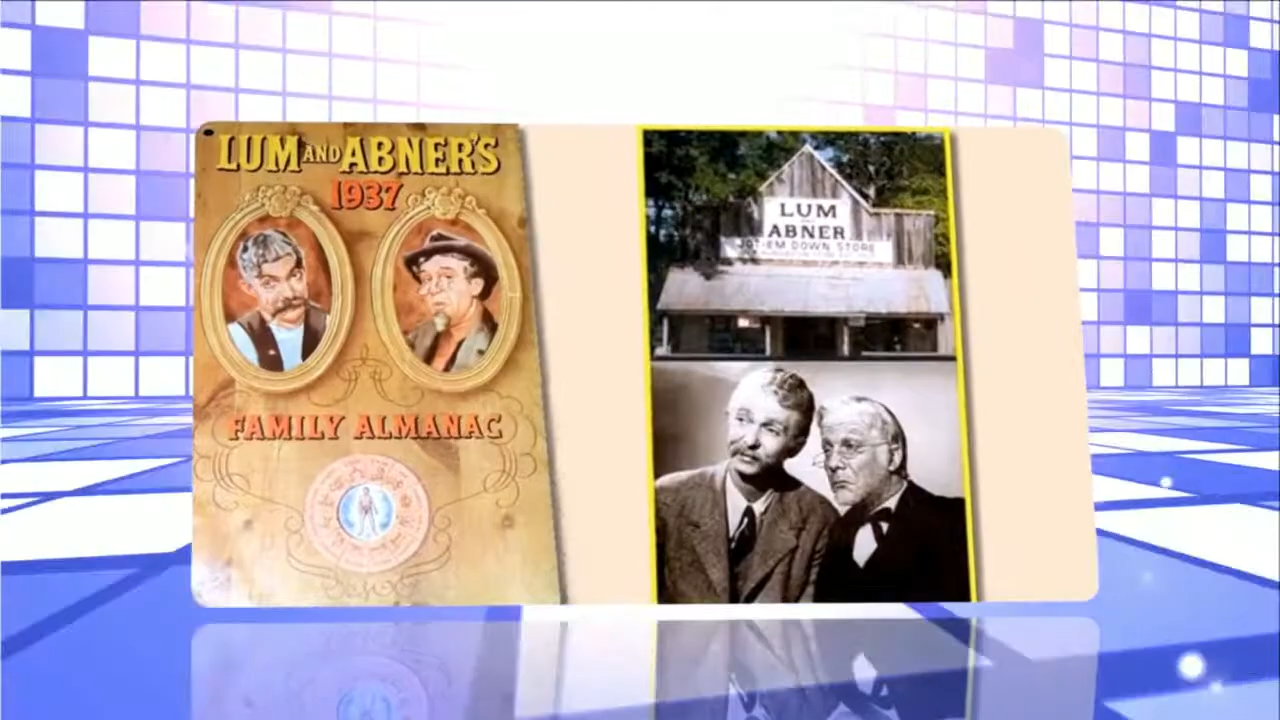 LUM AND ABNER'S
1937
FAMILY ALMANAC
LUM
ABNER
JOT-EM DOWN STORE